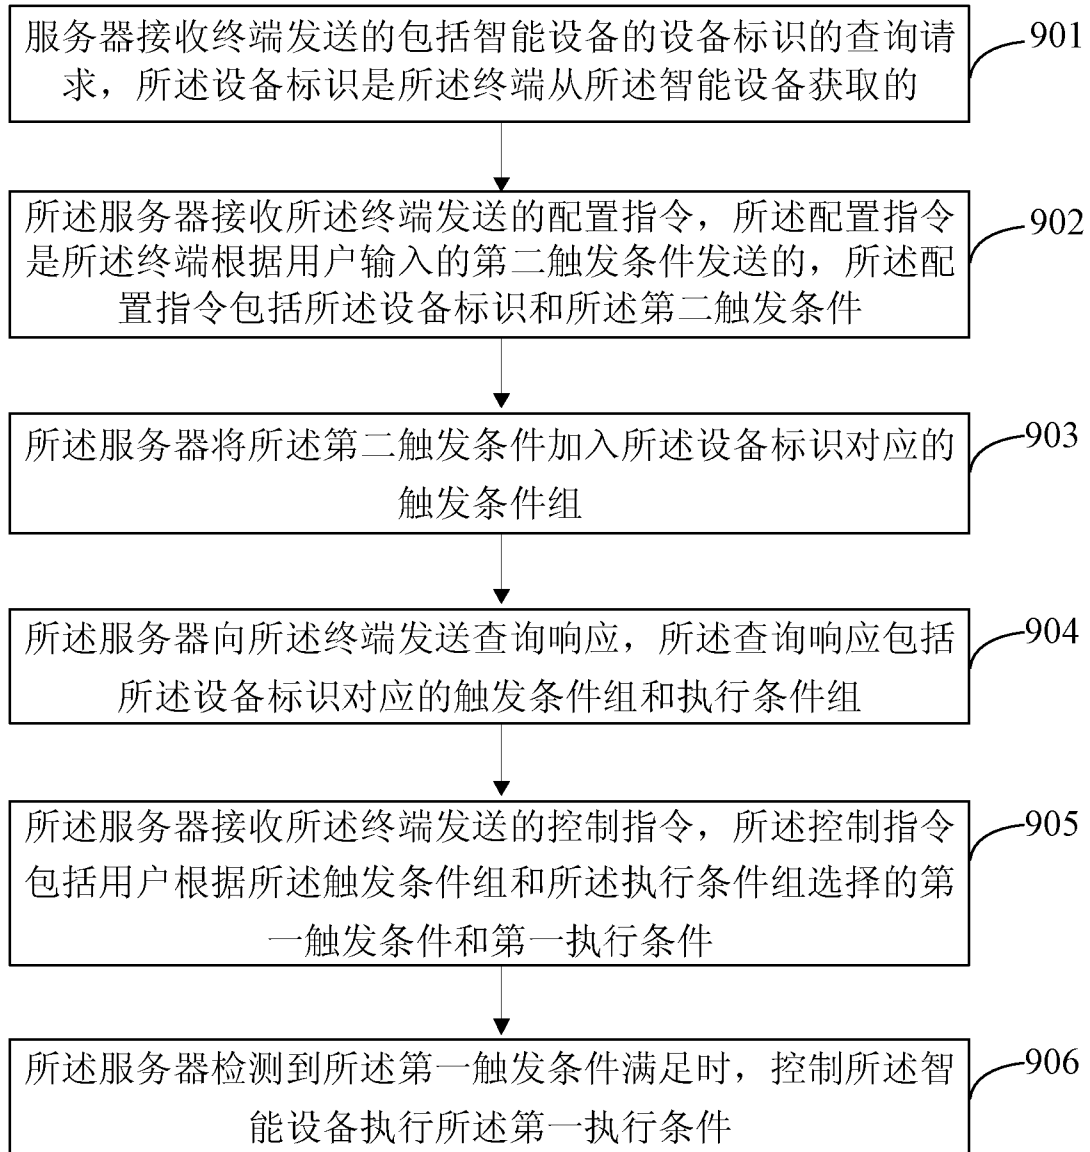 服务器接收终端发送的包括智能设备的设备标识的查询请
求，所述设备标识是所述终端从所述智能设备获取的
901
所述服务器接收所述终端发送的配置指令，所述配置指令
是所述终端根据用户输入的第二触发条件发送的，所述配
置指令包括所述设备标识和所述第二触发条件
902
所述服务器将所述第二触发条件加入所述设备标识对应的
触发条件组
903
所述服务器向所述终端发送查询响应，所述查询响应包括
所述设备标识对应的触发条件组和执行条件组
904
所述服务器接收所述终端发送的控制指令，所述控制指令
包括用户根据所述触发条件组和所述执行条件组选择的第
一触发条件和第一执行条件
905
所述服务器检测到所述第一触发条件满足时，控制所述智
能设备执行所述第一执行条件
906